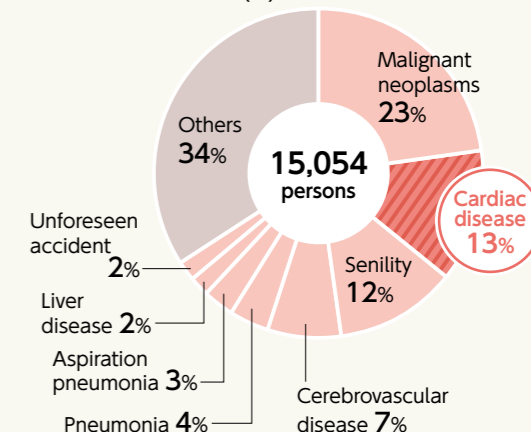 Malignant
neoplasms
23%
Cardiac
disease
13%
Senility
12%
Cerebrovascular
disease 7%
Pneumonia 4%
Aspiration
pneumonia 3%
Liver
disease 2%
Unforeseen
accident
2%
Others
34%
15,054
persons